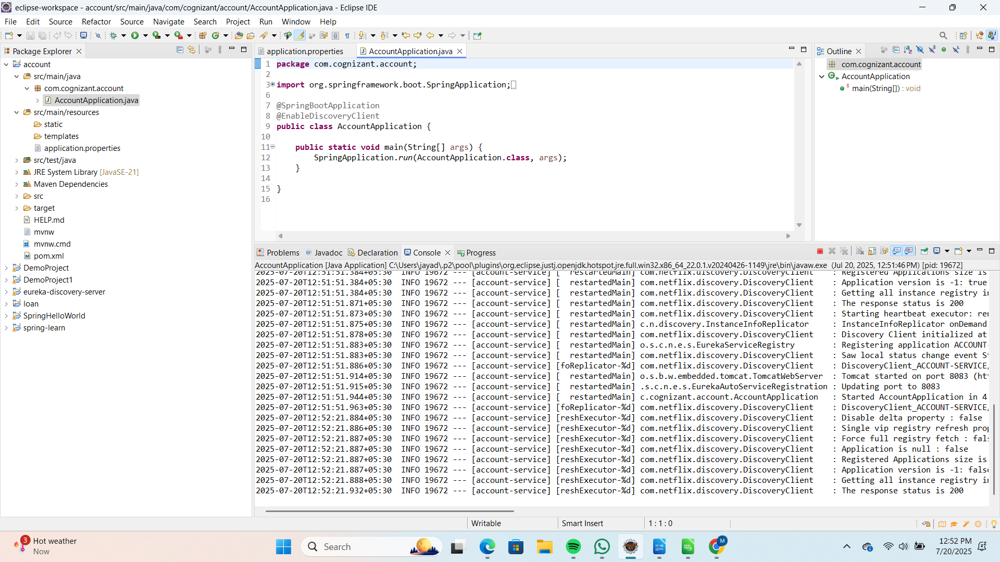 eclipse-workspace - account/src/main/java/com/cognizant/account/AccountApplication.java - Eclipse IDE
File Edit Source Refactor Source Navigate Search Project Run Window Help
Package Explorer
account
src/main/java
com.cognizant.account
AccountApplication.java
src/main/resources
static
templates
application.properties
src/test/java
JRE System Library [JavaSE-21]
Maven Dependencies
src
target
HELP.md
mvnw
mvnw.cmd
pom.xml
DemoProject
DemoProject1
eureka-discovery-server
loan
SpringHelloWorld
spring-learn
application.properties AccountApplication.java
1 package com.cognizant.account;
2
3 import org.springframework.boot.SpringApplication;
6
7 @SpringBootApplication
8 @EnableDiscoveryClient
9 public class AccountApplication {
10
11 public static void main(String[] args) {
12 SpringApplication.run(AccountApplication.class, args);
13 }
14
15 }
16
Outline
com.cognizant.account
AccountApplication
main(String[]) : void
Problems Javadoc Declaration Console Progress
AccountApplication [Java Application] C:\Users\jayad\.p2\pool\plugins\org.eclipse.justj.openjdk.hotspot.jre.full.win32.x86_64_22.0.1.v20240426-1149\jre\bin\javaw.exe (Jul 20, 2025, 12:51:46 PM) [pid: 19672]
2025-07-20T12:51:51.384+05:30 INFO 19672 --- [account-service] [ restartedMain] com.netflix.discovery.DiscoveryClient : Registered Applications size is
2025-07-20T12:51:51.384+05:30 INFO 19672 --- [account-service] [ restartedMain] com.netflix.discovery.DiscoveryClient : Application version is -1: true
2025-07-20T12:51:51.384+05:30 INFO 19672 --- [account-service] [ restartedMain] com.netflix.discovery.DiscoveryClient : Getting all instance registry
2025-07-20T12:51:51.871+05:30 INFO 19672 --- [account-service] [ restartedMain] com.netflix.discovery.DiscoveryClient : The response status is 200
2025-07-20T12:51:51.873+05:30 INFO 19672 --- [account-service] [ restartedMain] com.netflix.discovery.DiscoveryClient : Starting heartbeat executor:
2025-07-20T12:51:51.875+05:30 INFO 19672 --- [account-service] [ restartedMain] c.n.discovery.InstanceInfoReplicator : InstanceInfoReplicator onDemand
2025-07-20T12:51:51.878+05:30 INFO 19672 --- [account-service] [ restartedMain] com.netflix.discovery.DiscoveryClient : Discovery Client initialized at
2025-07-20T12:51:51.883+05:30 INFO 19672 --- [account-service] [ restartedMain] o.s.c.n.e.s.EurekaServiceRegistry : Registering application ACCOUNT-
2025-07-20T12:51:51.883+05:30 INFO 19672 --- [account-service] [ restartedMain] com.netflix.discovery.DiscoveryClient : Saw local status change event
2025-07-20T12:51:51.886+05:30 INFO 19672 --- [account-service] [foReplicator-%d] com.netflix.discovery.DiscoveryClient : DiscoveryClient_ACCOUNT-SERVICE/
2025-07-20T12:51:51.914+05:30 INFO 19672 --- [account-service] [ restartedMain] o.s.b.w.embedded.tomcat.TomcatWebServer : Tomcat started on port 8083
2025-07-20T12:51:51.915+05:30 INFO 19672 --- [account-service] [ restartedMain] .s.c.n.e.s.EurekaAutoServiceRegistration : Updating port to 8083
2025-07-20T12:51:51.944+05:30 INFO 19672 --- [account-service] [ restartedMain] c.cognizant.account.AccountApplication : Started AccountApplication in 4
2025-07-20T12:51:51.963+05:30 INFO 19672 --- [account-service] [foReplicator-%d] com.netflix.discovery.DiscoveryClient : DiscoveryClient_ACCOUNT-SERVICE/
2025-07-20T12:52:21.884+05:30 INFO 19672 --- [account-service] [reshExecutor-%d] com.netflix.discovery.DiscoveryClient : Disable delta property : false
2025-07-20T12:52:21.886+05:30 INFO 19672 --- [account-service] [reshExecutor-%d] com.netflix.discovery.DiscoveryClient : Single vip registry refresh
2025-07-20T12:52:21.887+05:30 INFO 19672 --- [account-service] [reshExecutor-%d] com.netflix.discovery.DiscoveryClient : Force full registry fetch :
2025-07-20T12:52:21.887+05:30 INFO 19672 --- [account-service] [reshExecutor-%d] com.netflix.discovery.DiscoveryClient : Application is null : false
2025-07-20T12:52:21.887+05:30 INFO 19672 --- [account-service] [reshExecutor-%d] com.netflix.discovery.DiscoveryClient : Registered Applications size is
2025-07-20T12:52:21.887+05:30 INFO 19672 --- [account-service] [reshExecutor-%d] com.netflix.discovery.DiscoveryClient : Application version is -1:
2025-07-20T12:52:21.888+05:30 INFO 19672 --- [account-service] [reshExecutor-%d] com.netflix.discovery.DiscoveryClient : Getting all instance registry
2025-07-20T12:52:21.932+05:30 INFO 19672 --- [account-service] [reshExecutor-%d] com.netflix.discovery.DiscoveryClient : The response status is 200
Writable Smart Insert 1 : 1 : 0
3 Hot weather
Now
Search
12:52 PM
7/20/2025